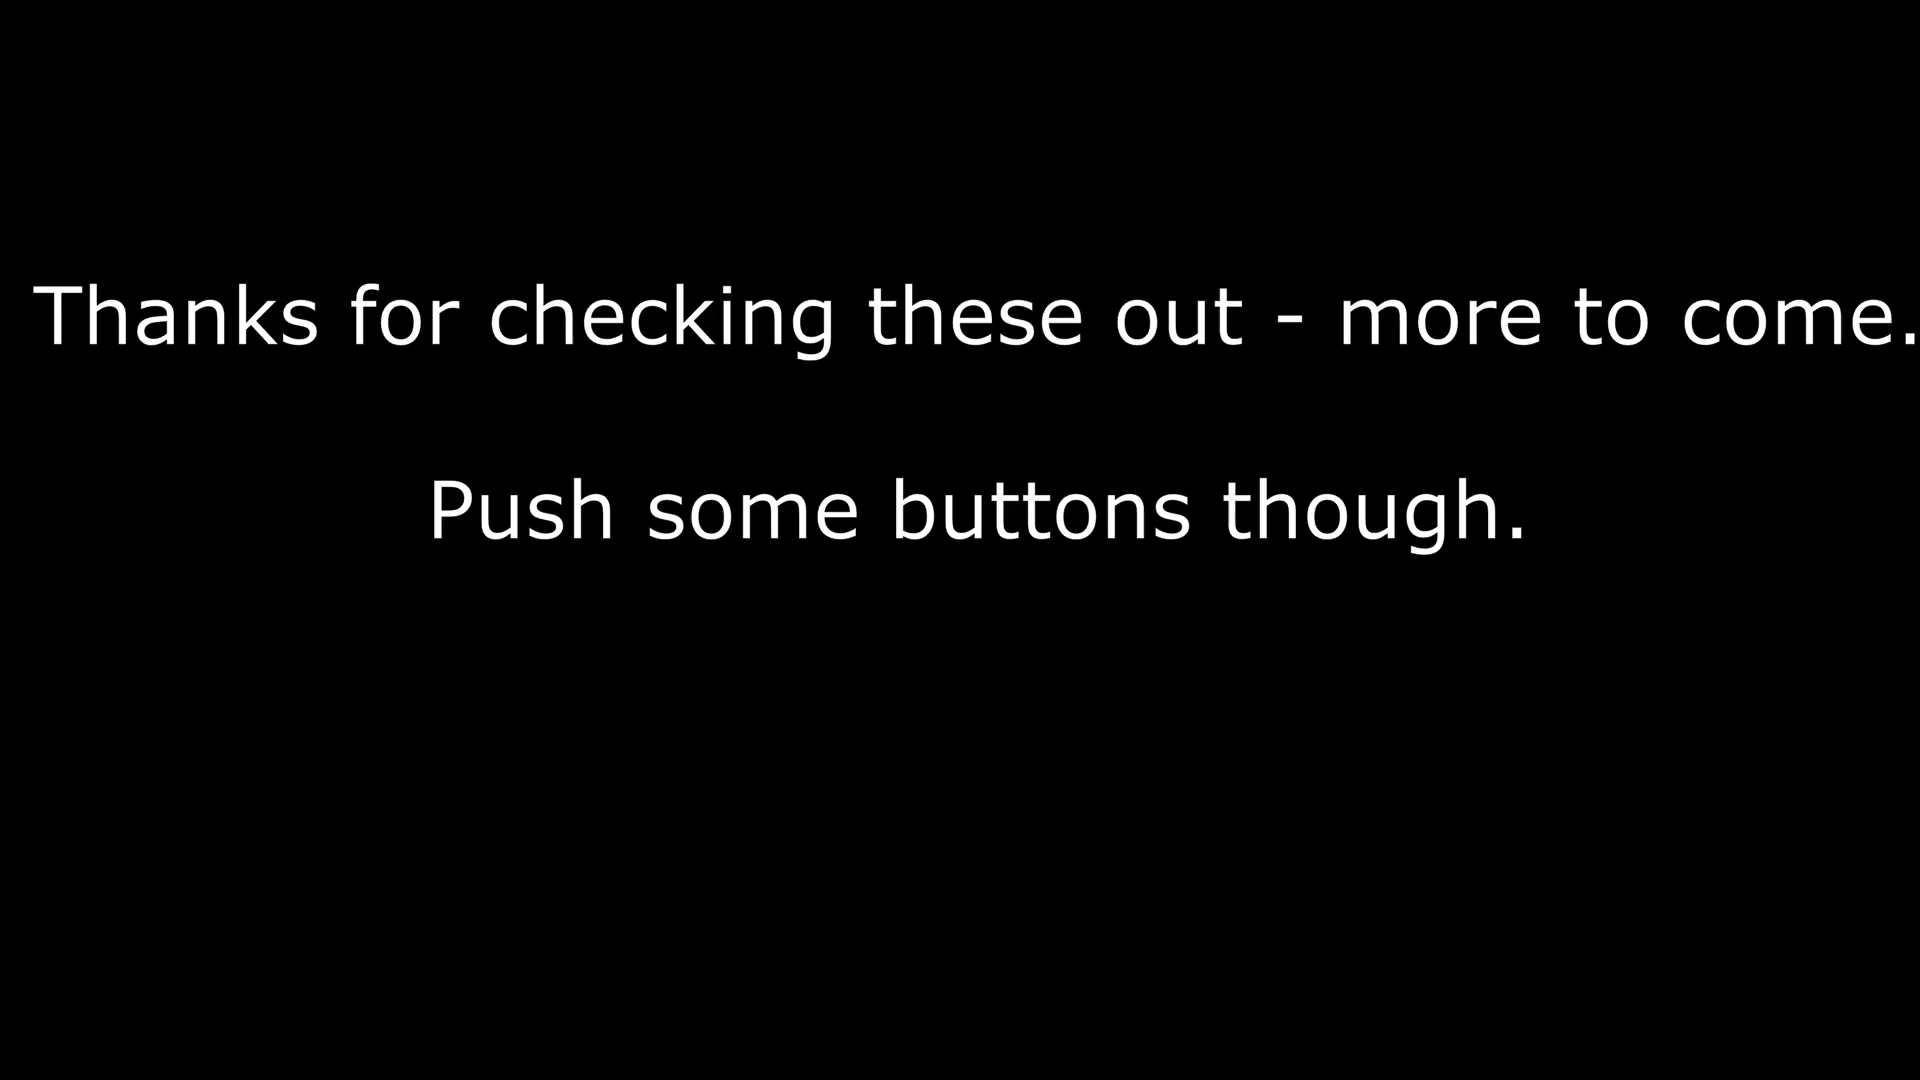 Thanks for checking these out - more to come.
Push some buttons though.